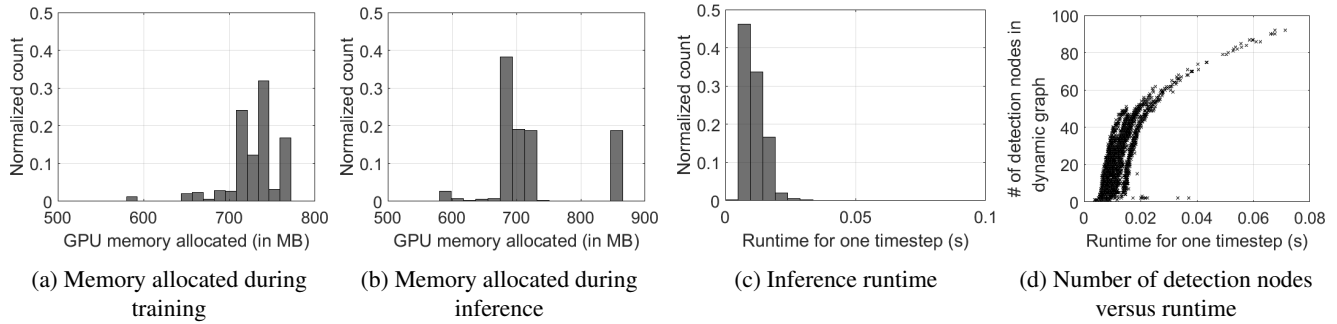 Normalized count
0.5
0.4
0.3
0.2
0.1
0
500
600
700
800
GPU memory allocated (in MB)
(a) Memory allocated during
training
Normalized count
0.5
0.4
0.3
0.2
0.1
0
500
600
700
800
900
GPU memory allocated (in MB)
(b) Memory allocated during
inference
Normalized count
0.5
0.4
0.3
0.2
0.1
0
0
0.05
0.1
Runtime for one timestep (s)
(c) Inference runtime
# of detection nodes in
dynamic graph
100
80
60
40
20
0
0
0.02
0.04
0.06
0.08
Runtime for one timestep (s)
(d) Number of detection nodes
versus runtime